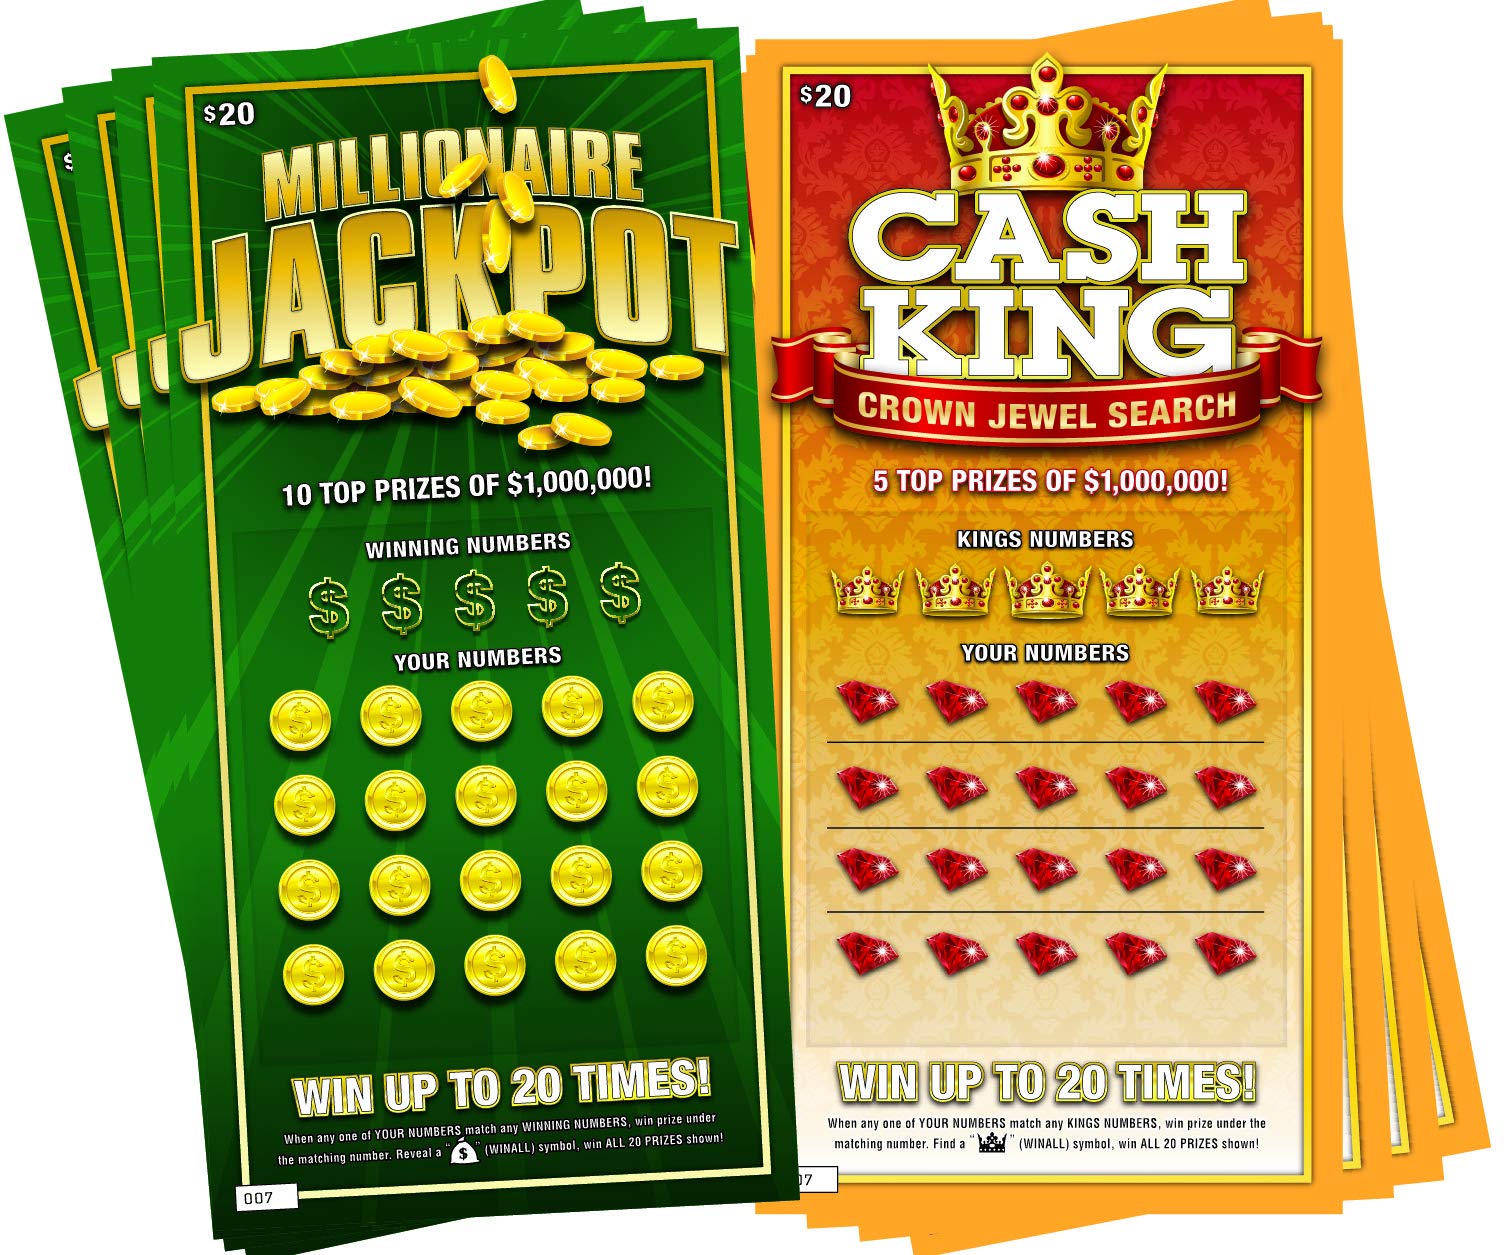 $20
MILLIONAIRE
JACKPOT
10 TOP PRIZES OF $1,000,000!
WINNING NUMBERS
YOUR NUMBERS
WIN UP TO 20 TIMES!
When any one of YOUR NUMBERS match any WINNING NUMBERS, win prize under
the matching number. Reveal a "$" (WINALL) symbol, win ALL 20 PRIZES shown!
007
$20
CASH
KING
CROWN JEWEL SEARCH
5 TOP PRIZES OF $1,000,000!
KINGS NUMBERS
YOUR NUMBERS
WIN UP TO 20 TIMES!
When any one of YOUR NUMBERS match any KINGS NUMBERS, win prize under the
matching number. Find a " " (WINALL) symbol, win ALL 20 PRIZES shown!
07